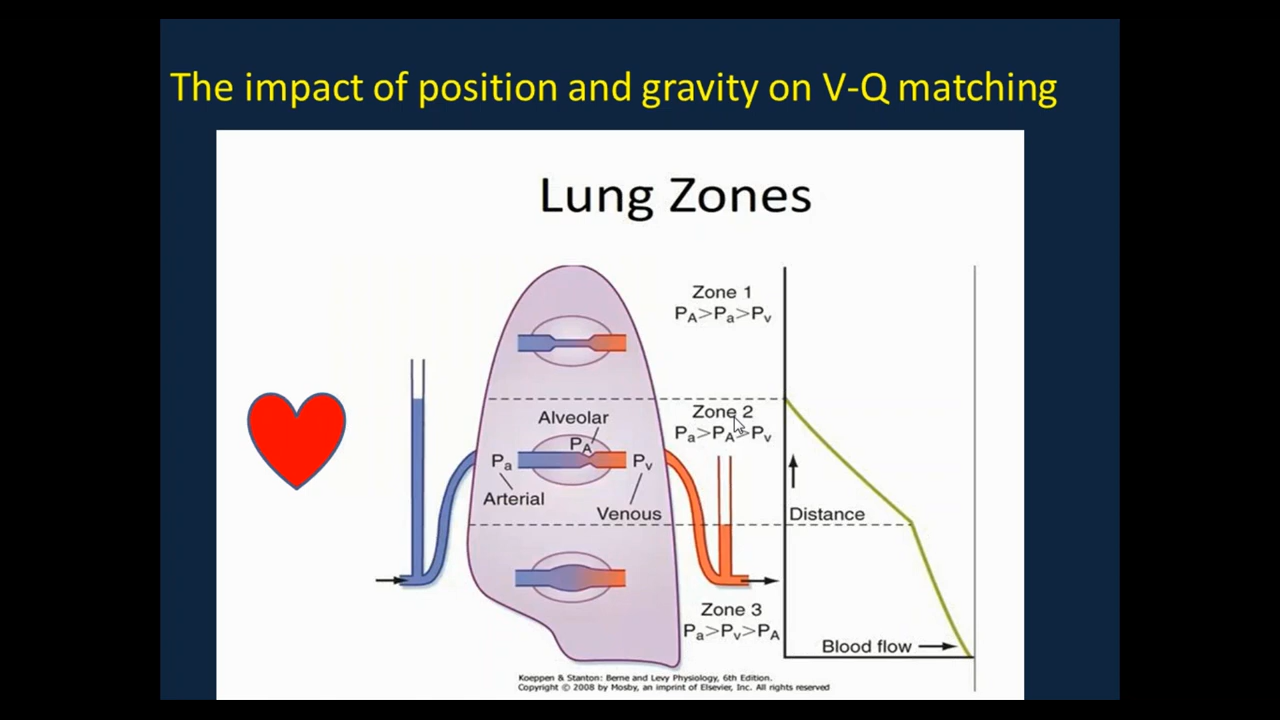 The impact of position and gravity on V-Q matching
Lung Zones
Zone 1
PA>Pa>Pv
Alveolar
PA
Zone 2
Pa>PA>Pv
Pa
Pv
Arterial
Venous
Distance
Zone 3
Pa>Pv>PA
Blood flow
Koeppen & Stanton: Berne and Levy Physiology, 6th Edition.
Copyright © 2008 by Mosby, an imprint of Elsevier, Inc. All rights reserved